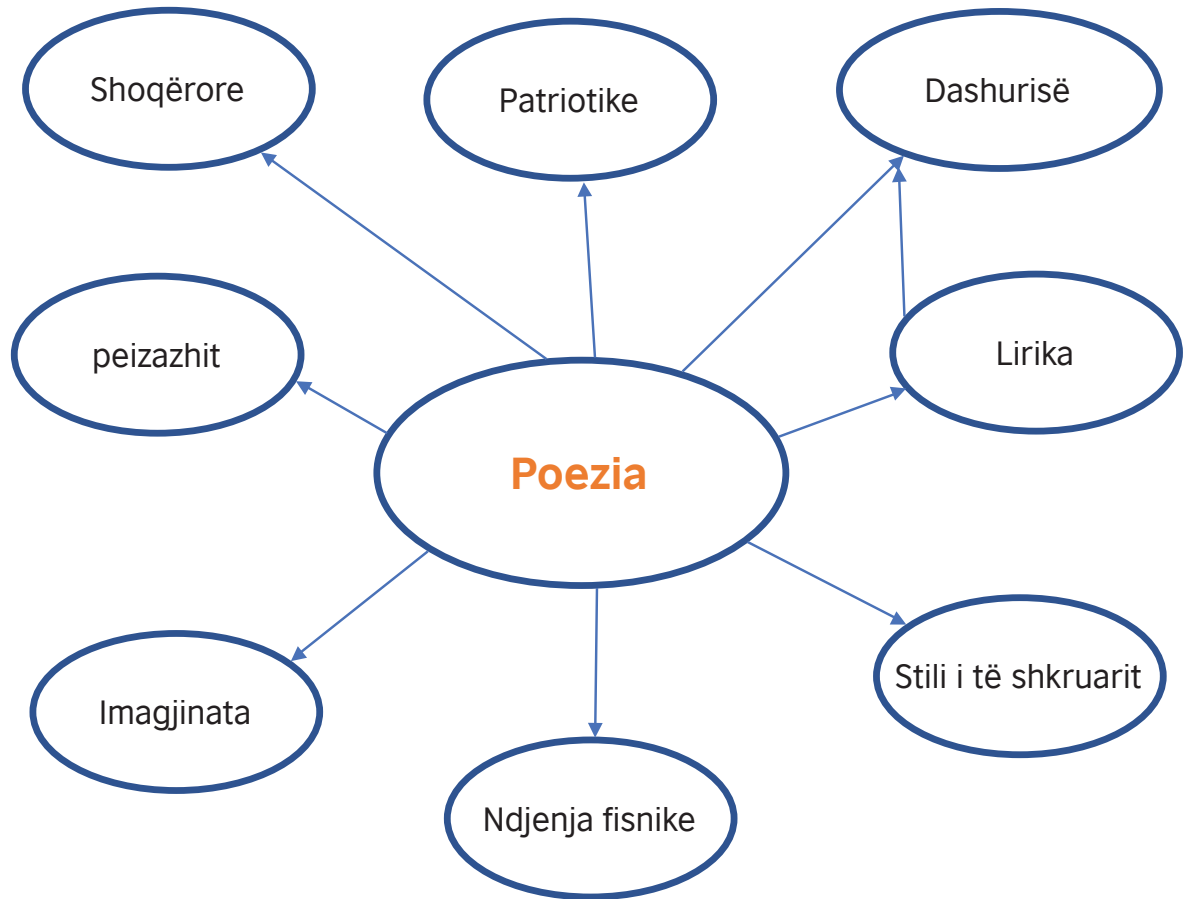 Shoqërore
Patriotike
Dashurisë
peizazhit
Lirika
Poezia
Stili i të shkruarit
Imagjinata
Ndjenja fisnike